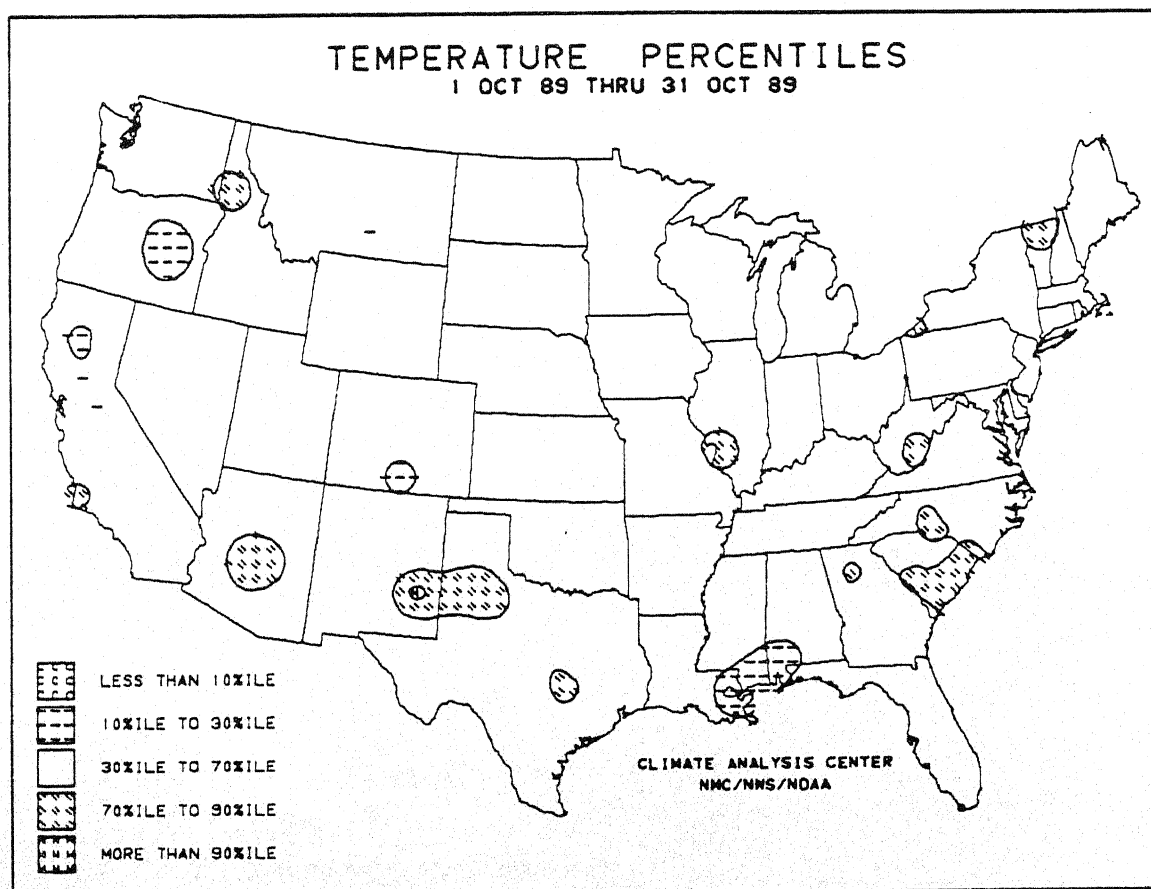 TEMPERATURE PERCENTILES
1 OCT 89 THRU 31 OCT 89
LESS THAN 10%ILE
10%ILE TO 30%ILE
30%ILE TO 70%ILE
70%ILE TO 90%ILE
MORE THAN 90%ILE
CLIMATE ANALYSIS CENTER
NMC/NWS/NOAA